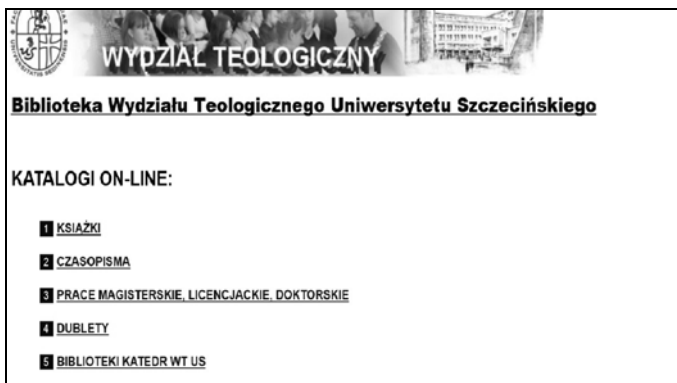 WYDZIAŁ TEOLOGICZNY
Biblioteka Wydziału Teologicznego Uniwersytetu Szczecińskiego
KATALOGI ON-LINE:
1 KSIĄŻKI
2 CZASOPISMA
3 PRACE MAGISTERSKIE, LICENCJACKIE, DOKTORSKIE
4 DUBLETY
5 BIBLIOTEKI KATEDR WT US